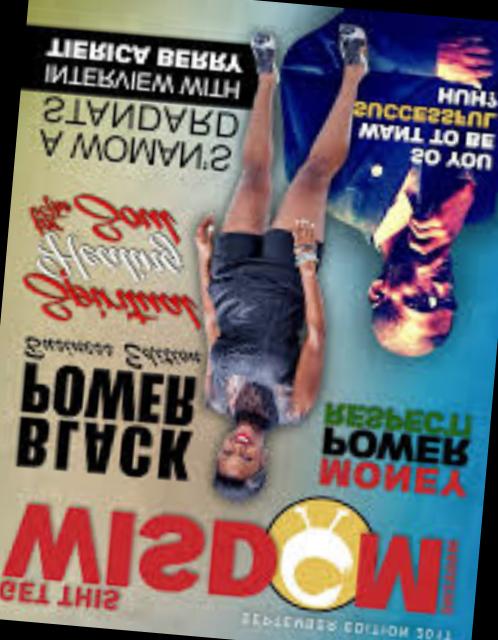 SEPTEMBER EDITION 2017
GET THIS
WISDOM
MONEY
POWER
RESPECT!
BLACK
POWER
Business Edition
Spiritual
Healing
Soul
SO YOU
WANT TO BE
SUCCESSFUL
HUH?
A WOMAN'S
STANDARD
INTERVIEW WITH
TIERICA BERRY